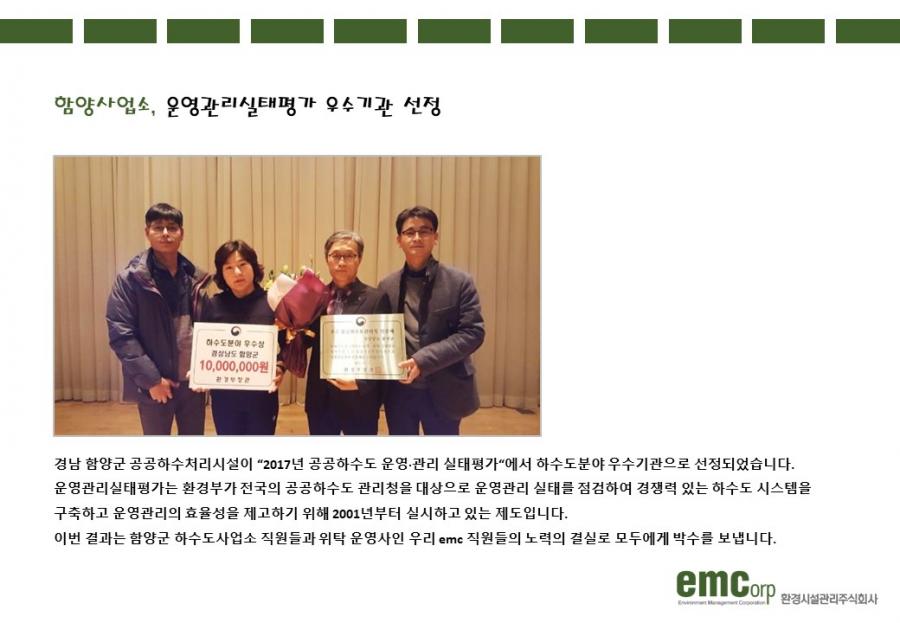 함양사업소, 운영관리실태평가 우수기관 선정
하수도분야 우수상
경상남도 함양군
10,000,000원
환경부장관
경남 함양군 공공하수처리시설이 “2017년 공공하수도 운영·관리 실태평가“에서 하수도분야 우수기관으로 선정되었습니다.
운영관리실태평가는 환경부가 전국의 공공하수도 관리청을 대상으로 운영관리 실태를 점검하여 경쟁력 있는 하수도 시스템을
구축하고 운영관리의 효율성을 제고하기 위해 2001년부터 실시하고 있는 제도입니다.
이번 결과는 함양군 하수도사업소 직원들과 위탁 운영사인 우리 emc 직원들의 노력의 결실로 모두에게 박수를 보냅니다.
emcorp 환경시설관리주식회사
Environment Management Corporation